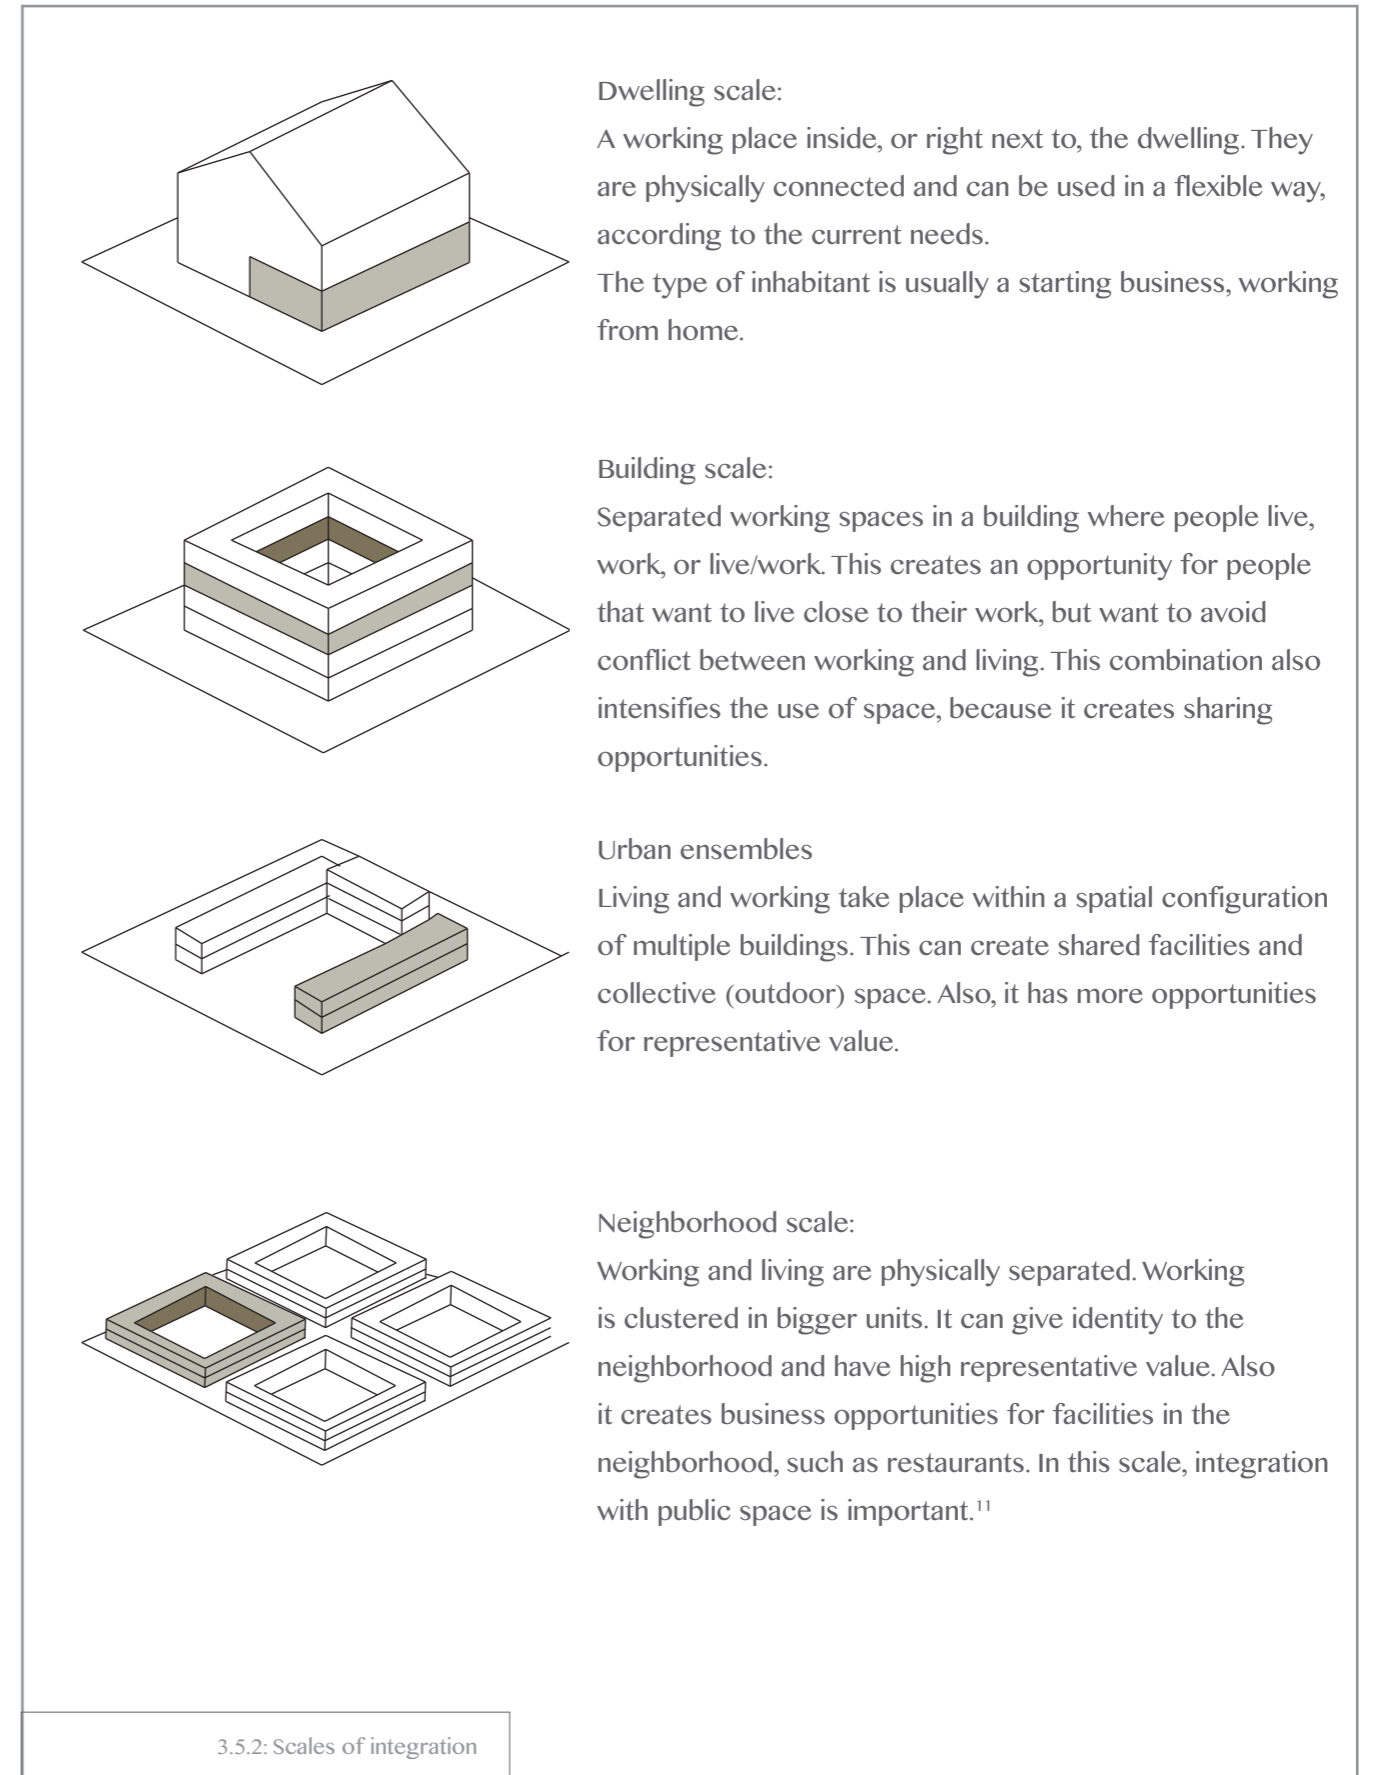 Dwelling scale:
A working place inside, or right next to, the dwelling. They
are physically connected and can be used in a flexible way,
according to the current needs.
The type of inhabitant is usually a starting business, working
from home.
Building scale:
Separated working spaces in a building where people live,
work, or live/work. This creates an opportunity for people
that want to live close to their work, but want to avoid
conflict between working and living. This combination also
intensifies the use of space, because it creates sharing
opportunities.
Urban ensembles
Living and working take place within a spatial configuration
of multiple buildings. This can create shared facilities and
collective (outdoor) space. Also, it has more opportunities
for representative value.
Neighborhood scale:
Working and living are physically separated. Working
is clustered in bigger units. It can give identity to the
neighborhood and have high representative value. Also
it creates business opportunities for facilities in the
neighborhood, such as restaurants. In this scale, integration
with public space is important.¹¹
3.5.2: Scales of integration